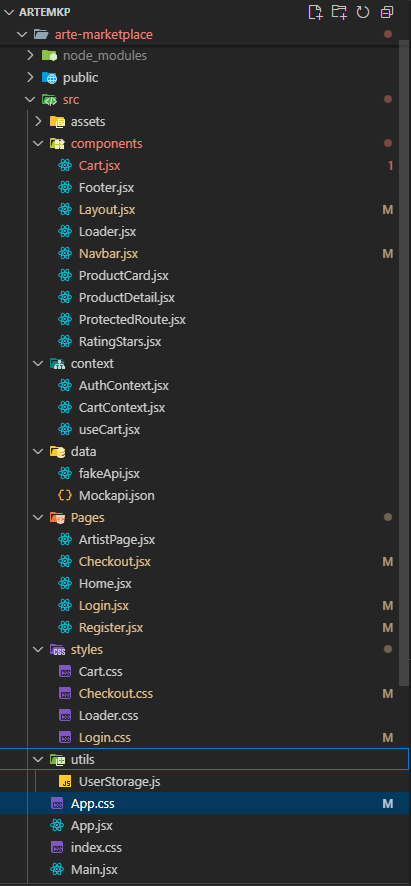 ARTEMKP
arte-marketplace
node_modules
public
src
assets
components
Cart.jsx 1
Footer.jsx
Layout.jsx M
Loader.jsx
Navbar.jsx M
ProductCard.jsx
ProductDetail.jsx
ProtectedRoute.jsx
RatingStars.jsx
context
AuthContext.jsx
CartContext.jsx
useCart.jsx
data
fakeApi.jsx
{} Mockapi.json
Pages
ArtistPage.jsx
Checkout.jsx M
Home.jsx
Login.jsx M
Register.jsx M
styles
Cart.css
Checkout.css M
Loader.css
Login.css M
utils
JS UserStorage.js
App.css M
App.jsx
index.css
Main.jsx